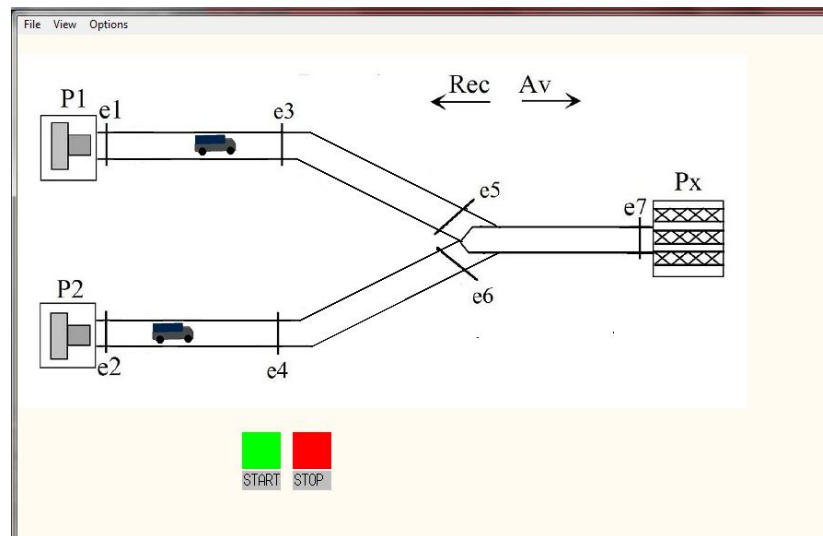 File View Options
Rec Av
P1
e1
e3
e5
Px
e7
P2
e6
e2
e4
START STOP